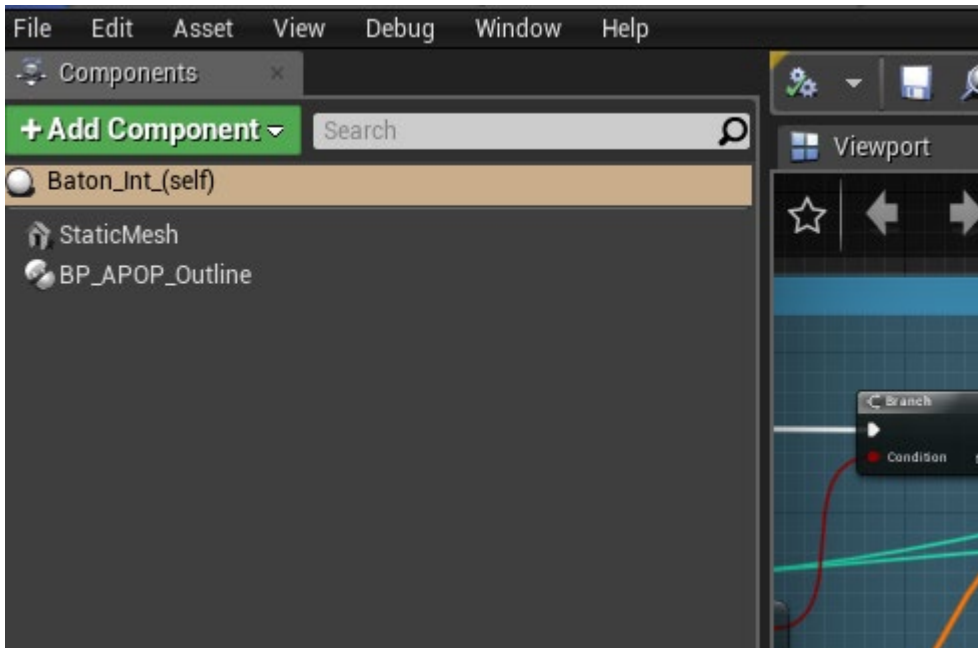 File Edit Asset View Debug Window Help
Components
+ Add Component
Search
Baton_Int_(self)
StaticMesh
BP_APOP_Outline
Viewport
Branch
Condition